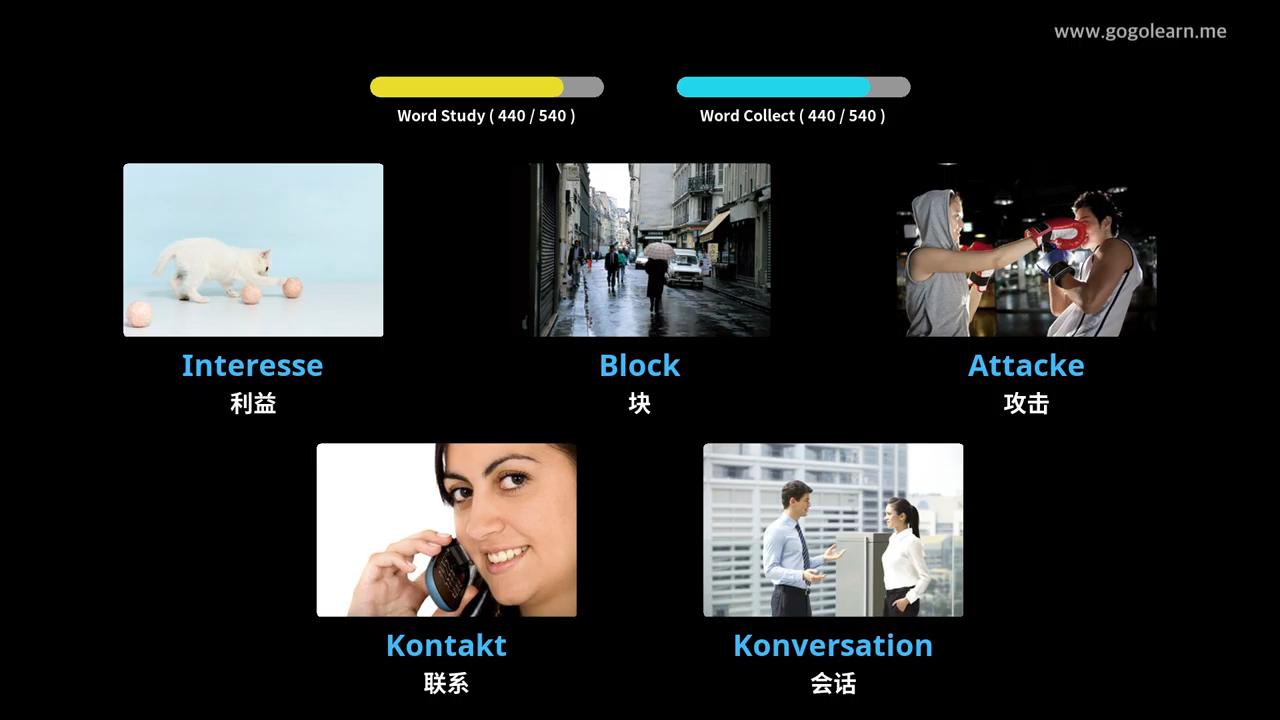 www.gogolearn.me
Word Study ( 440 / 540 )
Word Collect ( 440 / 540 )
Interesse
利益
Block
块
Attacke
攻击
Kontakt
联系
Konversation
会话